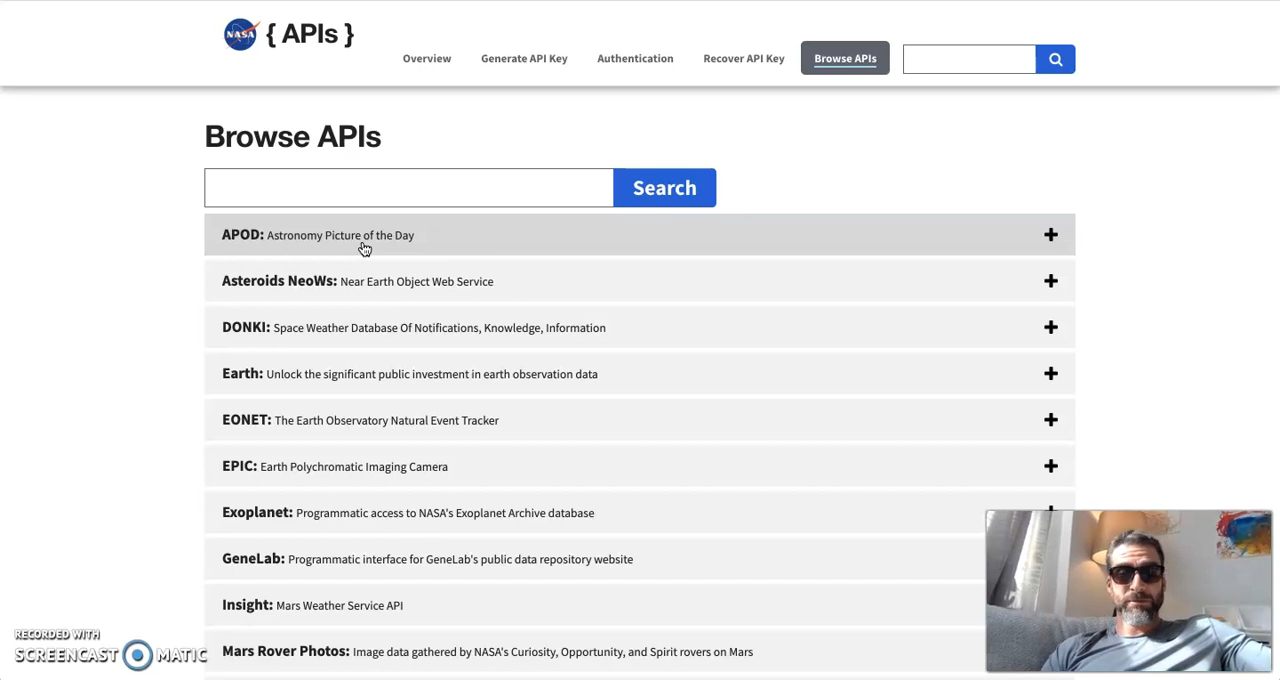 NASA
{ APIs }
Overview
Generate API Key
Authentication
Recover API Key
Browse APIs
Browse APIs
Search
APOD: Astronomy Picture of the Day
Asteroids NeoWs: Near Earth Object Web Service
DONKI: Space Weather Database Of Notifications, Knowledge, Information
Earth: Unlock the significant public investment in earth observation data
EONET: The Earth Observatory Natural Event Tracker
EPIC: Earth Polychromatic Imaging Camera
Exoplanet: Programmatic access to NASA's Exoplanet Archive database
GeneLab: Programmatic interface for GeneLab's public data repository website
Insight: Mars Weather Service API
Mars Rover Photos: Image data gathered by NASA's Curiosity, Opportunity, and Spirit rovers on Mars
RECORDED WITH
SCREENCAST MATIC